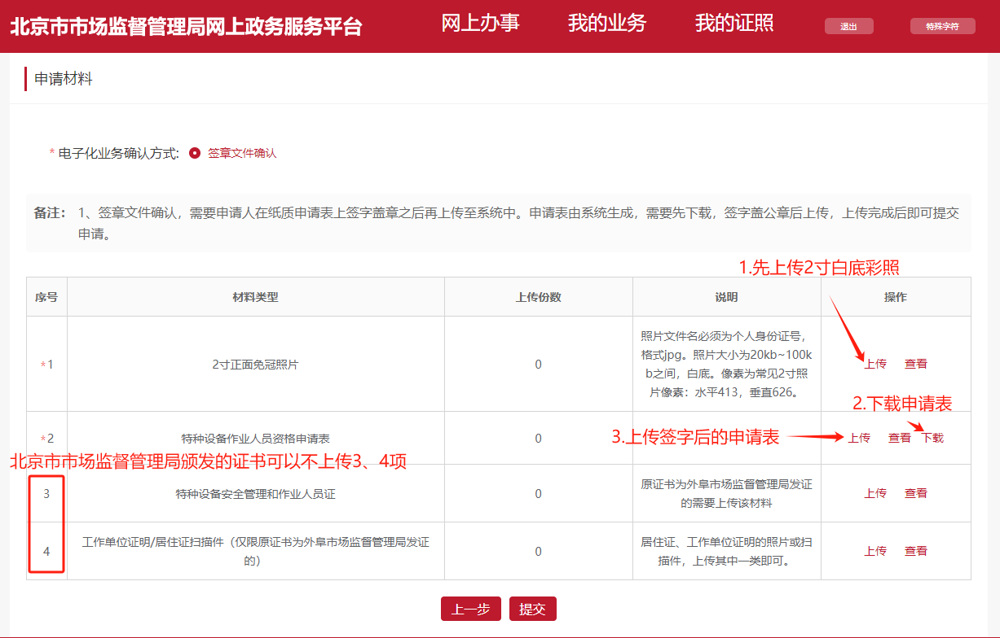 北京市市场监督管理局网上政务服务平台
网上办事
我的业务
我的证照
退出
特殊字符
申请材料
* 电子化业务确认方式: 签章文件确认
备注： 1、签章文件确认，需要申请人在纸质申请表上签字盖章之后再上传至系统中。申请表由系统生成，需要先下载，签字盖公章后上传，上传完成后即可提交
申请。
1.先上传2寸白底彩照
序号 材料类型 上传份数 说明 操作
*1 2寸正面免冠照片 0
照片文件名必须为个人身份证号，
格式jpg。照片大小为20kb~100k
b之间，白底。像素为常见2寸照
片像素：水平413，垂直626。
上传 查看
2.下载申请表
*2 特种设备作业人员资格申请表 0
3.上传签字后的申请表
上传 查看 下载
北京市市场监督管理局颁发的证书可以不上传3、4项
3 特种设备安全管理和作业人员证 0
原证书为外阜市场监督管理局发证
的需要上传该材料
上传 查看
4
工作单位证明/居住证扫描件（仅限原证书为外阜市场监督管理局发证
的）
0
居住证、工作单位证明的照片或扫
描件，上传其中一类即可。
上传 查看
上一步 提交